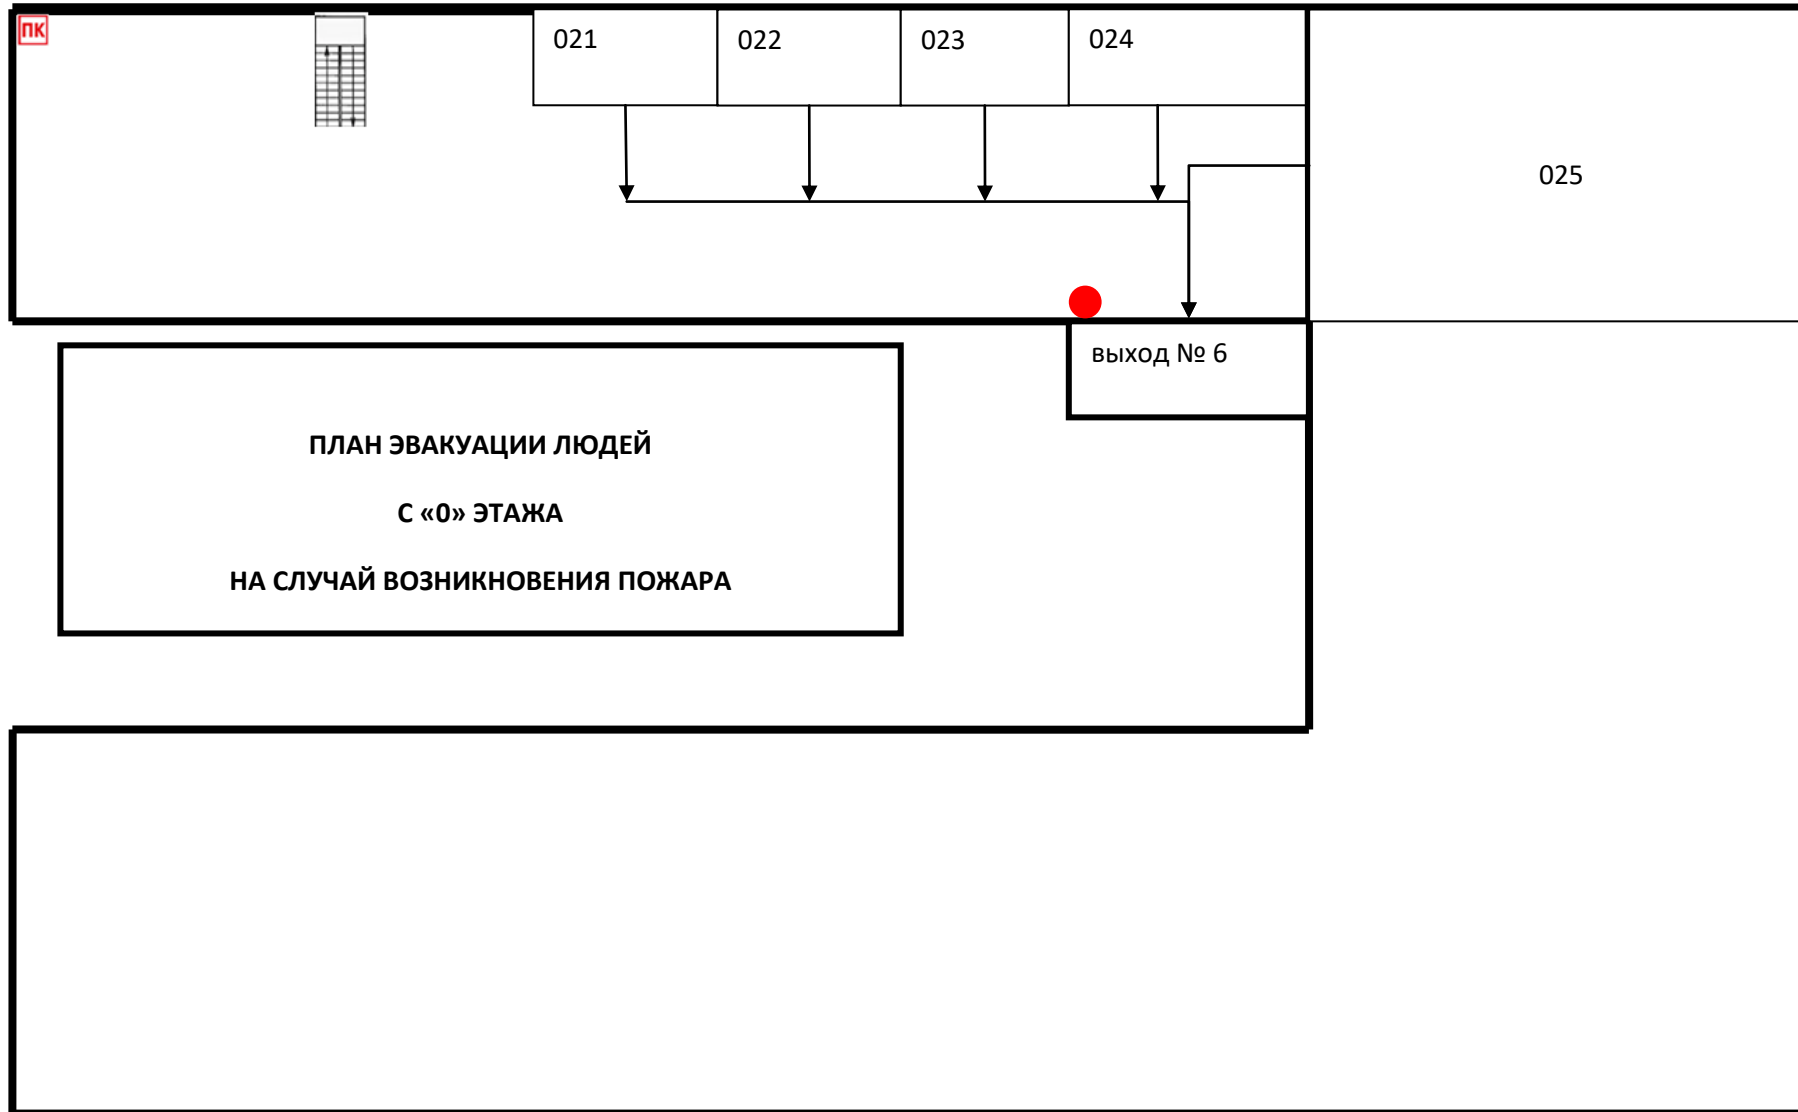 ПК
021
022
023
024
025
выход № 6
ПЛАН ЭВАКУАЦИИ ЛЮДЕЙ
С «0» ЭТАЖА
НА СЛУЧАЙ ВОЗНИКНОВЕНИЯ ПОЖАРА